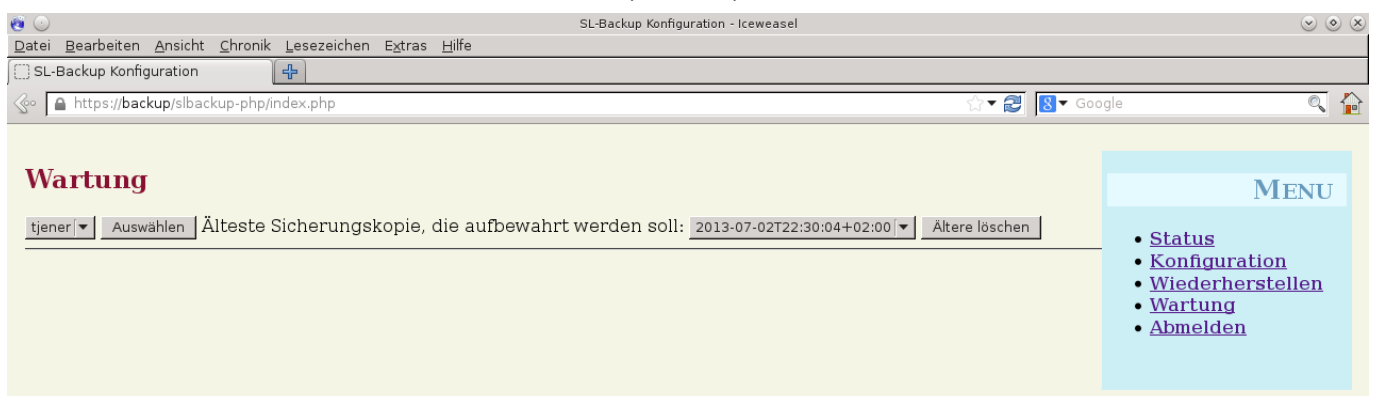 SL-Backup Konfiguration - Iceweasel
Datei Bearbeiten Ansicht Chronik Lesezeichen Extras Hilfe
SL-Backup Konfiguration
https://backup/slbackup-php/index.php
8 Google
Wartung
tjener Auswählen Älteste Sicherungskopie, die aufbewahrt werden soll: 2013-07-02T22:30:04+02:00 Ältere löschen
MENU
• Status
• Konfiguration
• Wiederherstellen
• Wartung
• Abmelden